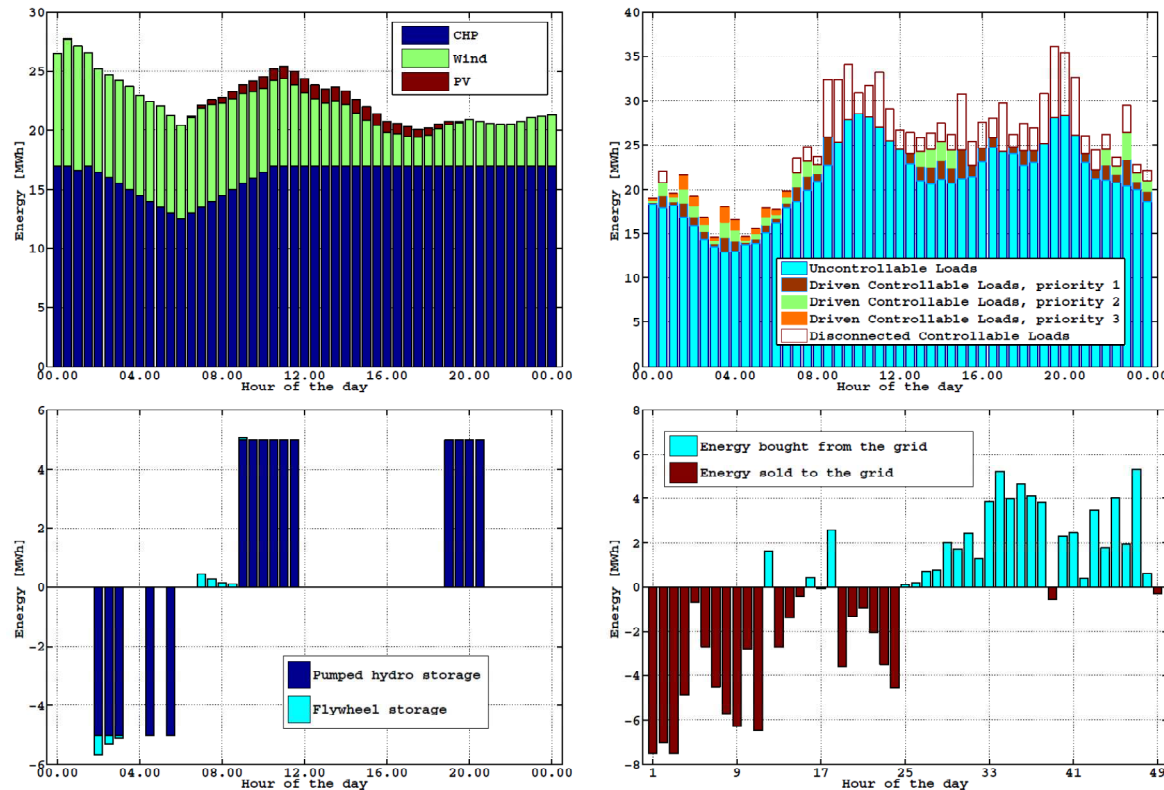 30
25
20
15
10
5
0
Energy [MWh]
CHP
Wind
PV
00.00 04.00 08.00 12.00 16.00 20.00 00.00
Hour of the day
40
35
30
25
20
15
10
5
0
Energy [MWh]
Uncontrollable Loads
Driven Controllable Loads, priority 1
Driven Controllable Loads, priority 2
Driven Controllable Loads, priority 3
Disconnected Controllable Loads
00.00 04.00 08.00 12.00 16.00 20.00 00.00
Hour of the day
6
4
2
0
−2
−4
−6
Energy [MWh]
Pumped hydro storage
Flywheel storage
00.00 04.00 08.00 12.00 16.00 20.00 00.00
Hour of the day
8
6
4
2
0
−2
−4
−6
−8
Energy [MWh]
Energy bought from the grid
Energy sold to the grid
1 9 17 25 33 41 49
Hour of the day